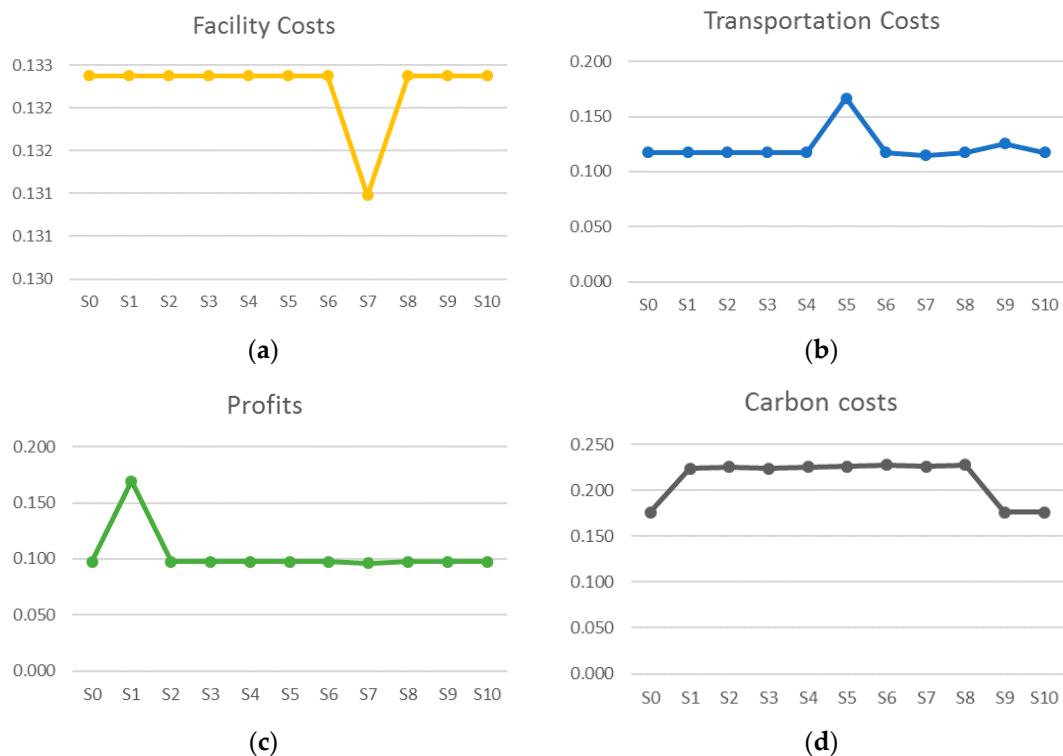 Facility Costs
0.133
0.132
0.132
0.131
0.131
0.130
S0 S1 S2 S3 S4 S5 S6 S7 S8 S9 S10
(a)
Transportation Costs
0.200
0.150
0.100
0.050
0.000
S0 S1 S2 S3 S4 S5 S6 S7 S8 S9 S10
(b)
Profits
0.200
0.150
0.100
0.050
0.000
S0 S1 S2 S3 S4 S5 S6 S7 S8 S9 S10
(c)
Carbon costs
0.250
0.200
0.150
0.100
0.050
0.000
S0 S1 S2 S3 S4 S5 S6 S7 S8 S9 S10
(d)